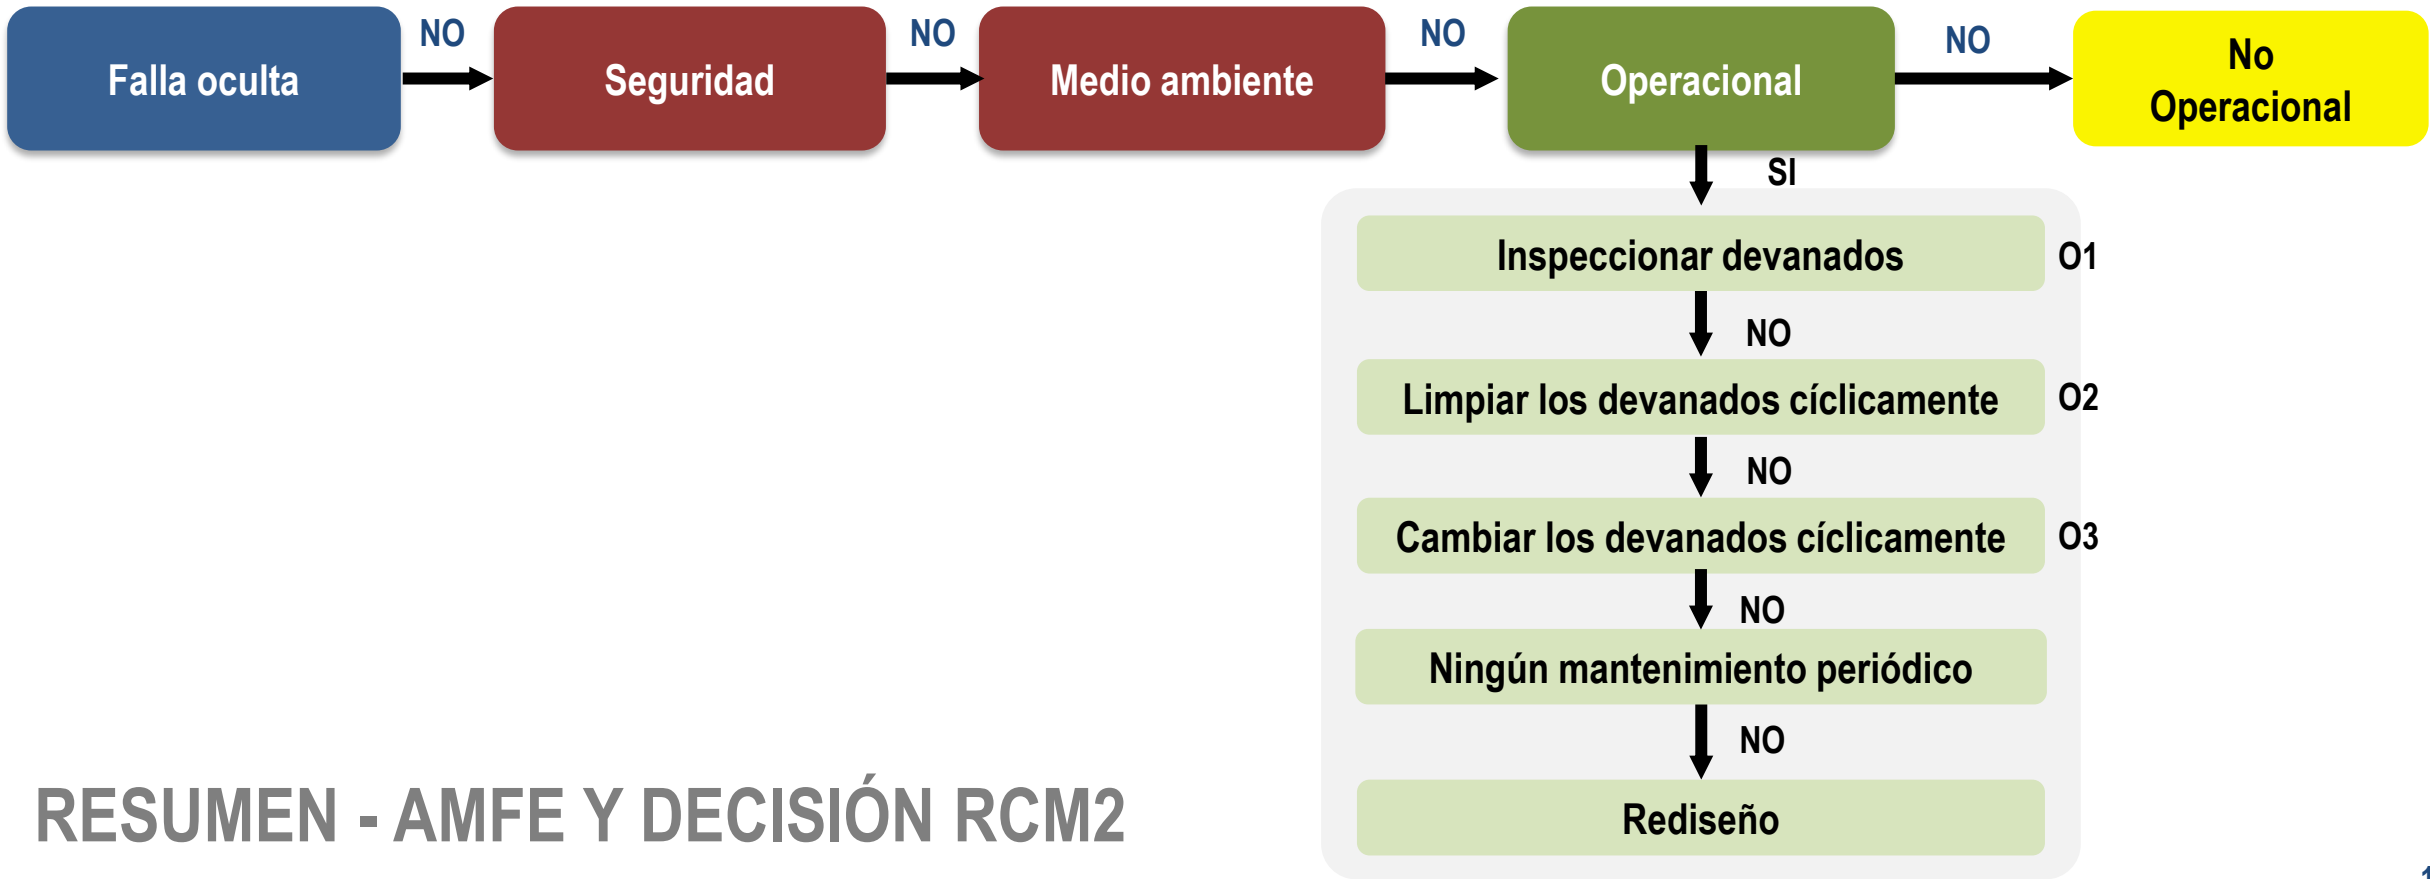 Falla oculta
NO
Seguridad
NO
Medio ambiente
NO
Operacional
NO
No
Operacional
SI
Inspeccionar devanados
O1
NO
Limpiar los devanados cíclicamente
O2
NO
Cambiar los devanados cíclicamente
O3
NO
Ningún mantenimiento periódico
NO
Rediseño
RESUMEN - AMFE Y DECISIÓN RCM2